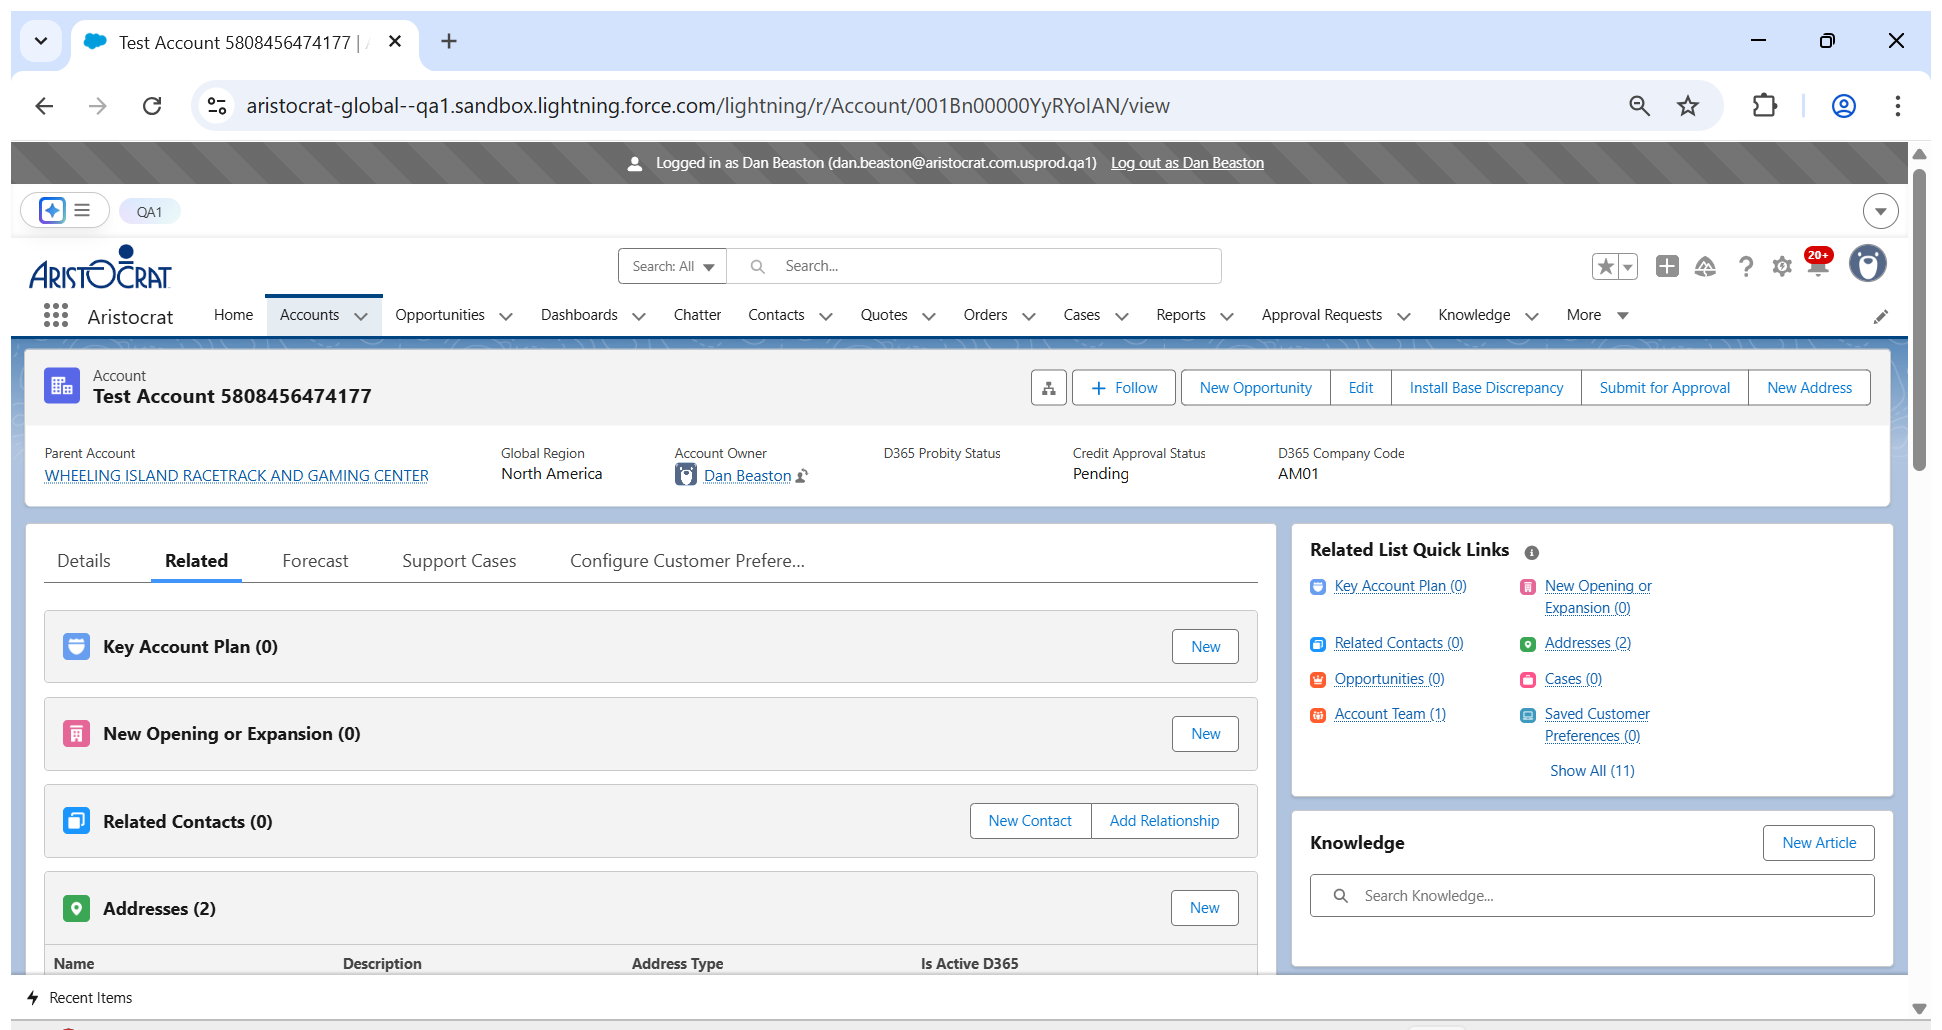 Test Account 5808456474177 |
aristocrat-global--qa1.sandbox.lightning.force.com/lightning/r/Account/001Bn00000YyRYoIAN/view
Logged in as Dan Beaston (dan.beaston@aristocrat.com.usprod.qa1) Log out as Dan Beaston
QA1
ARISTOCRAT
Search: All Search...
20+
Aristocrat Home Accounts Opportunities Dashboards Chatter Contacts Quotes Orders Cases Reports Approval Requests Knowledge More
Account
Test Account 5808456474177
Follow New Opportunity Edit Install Base Discrepancy Submit for Approval New Address
Parent Account Global Region Account Owner D365 Probity Status Credit Approval Status D365 Company Code
WHEELING ISLAND RACETRACK AND GAMING CENTER North America Dan Beaston Pending AM01
Details Related Forecast Support Cases Configure Customer Prefere...
Key Account Plan (0) New
New Opening or Expansion (0) New
Related Contacts (0) New Contact Add Relationship
Addresses (2) New
Name Description Address Type Is Active D365
Related List Quick Links
Key Account Plan (0) New Opening or
Expansion (0)
Related Contacts (0) Addresses (2)
Opportunities (0) Cases (0)
Account Team (1) Saved Customer
Preferences (0)
Show All (11)
Knowledge New Article
Search Knowledge...
Recent Items